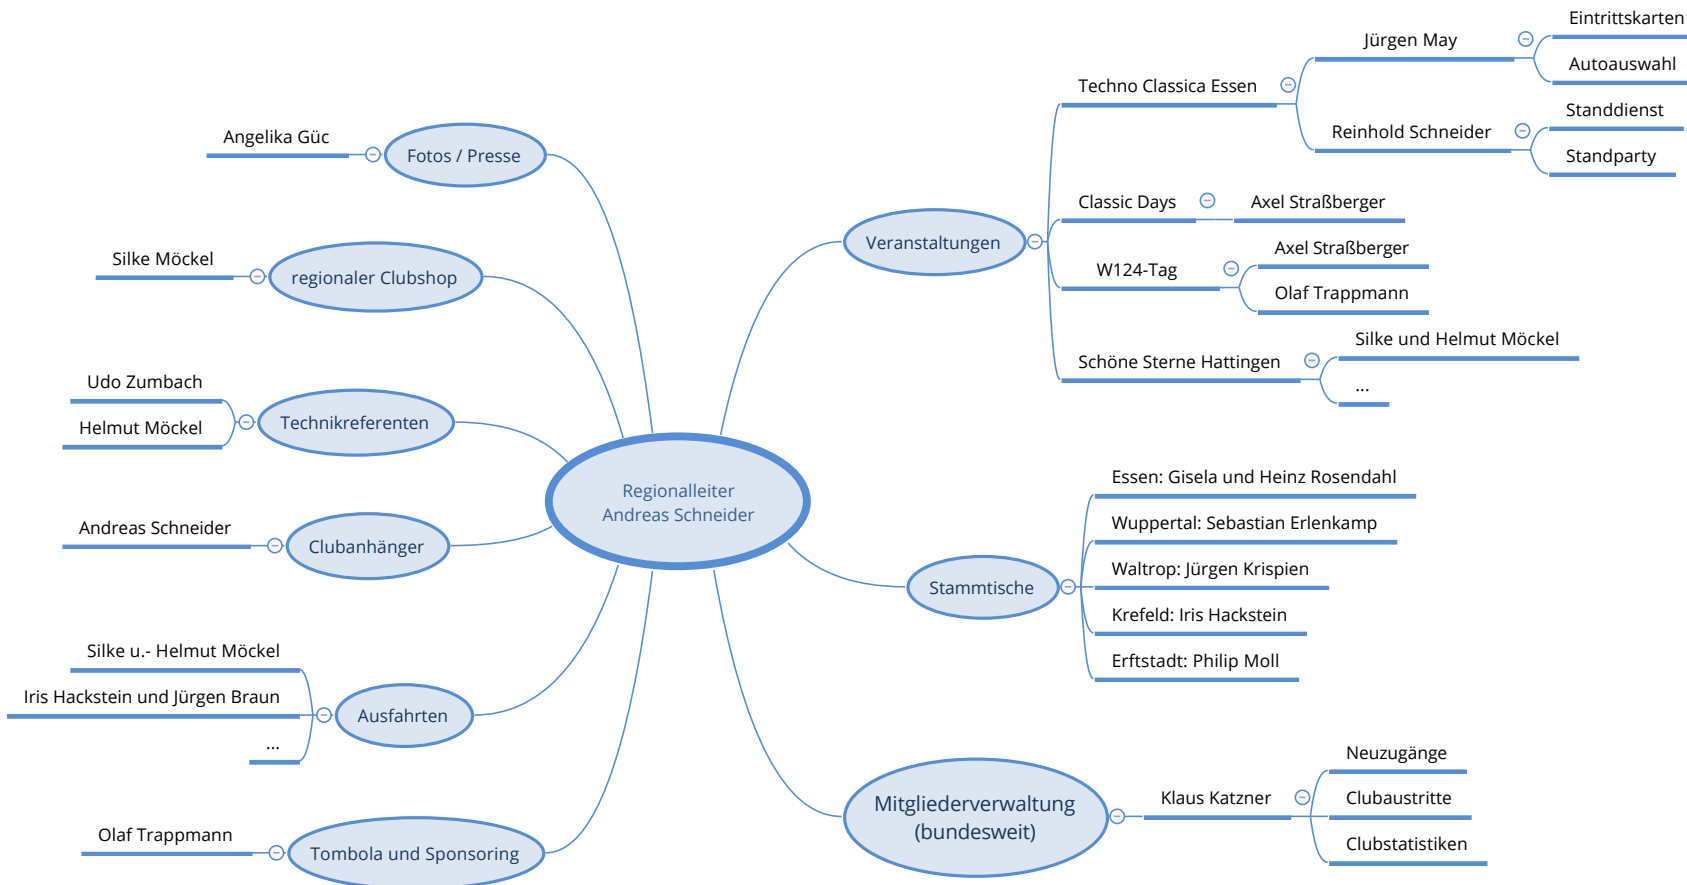 Regionalleiter
Andreas Schneider
Fotos / Presse
Angelika Güc
regionaler Clubshop
Silke Möckel
Technikreferenten
Udo Zumbach
Helmut Möckel
Clubanhänger
Andreas Schneider
Ausfahrten
Silke u.- Helmut Möckel
Iris Hackstein und Jürgen Braun
...
Tombola und Sponsoring
Olaf Trappmann
Veranstaltungen
Techno Classica Essen
Jürgen May
Eintrittskarten
Autoauswahl
Reinhold Schneider
Standdienst
Standparty
Classic Days
Axel Straßberger
W124-Tag
Axel Straßberger
Olaf Trappmann
Schöne Sterne Hattingen
Silke und Helmut Möckel
...
Stammtische
Essen: Gisela und Heinz Rosendahl
Wuppertal: Sebastian Erlenkamp
Waltrop: Jürgen Krispien
Krefeld: Iris Hackstein
Erftstadt: Philip Moll
Mitgliederverwaltung
(bundesweit)
Klaus Katzner
Neuzugänge
Clubaustritte
Clubstatistiken